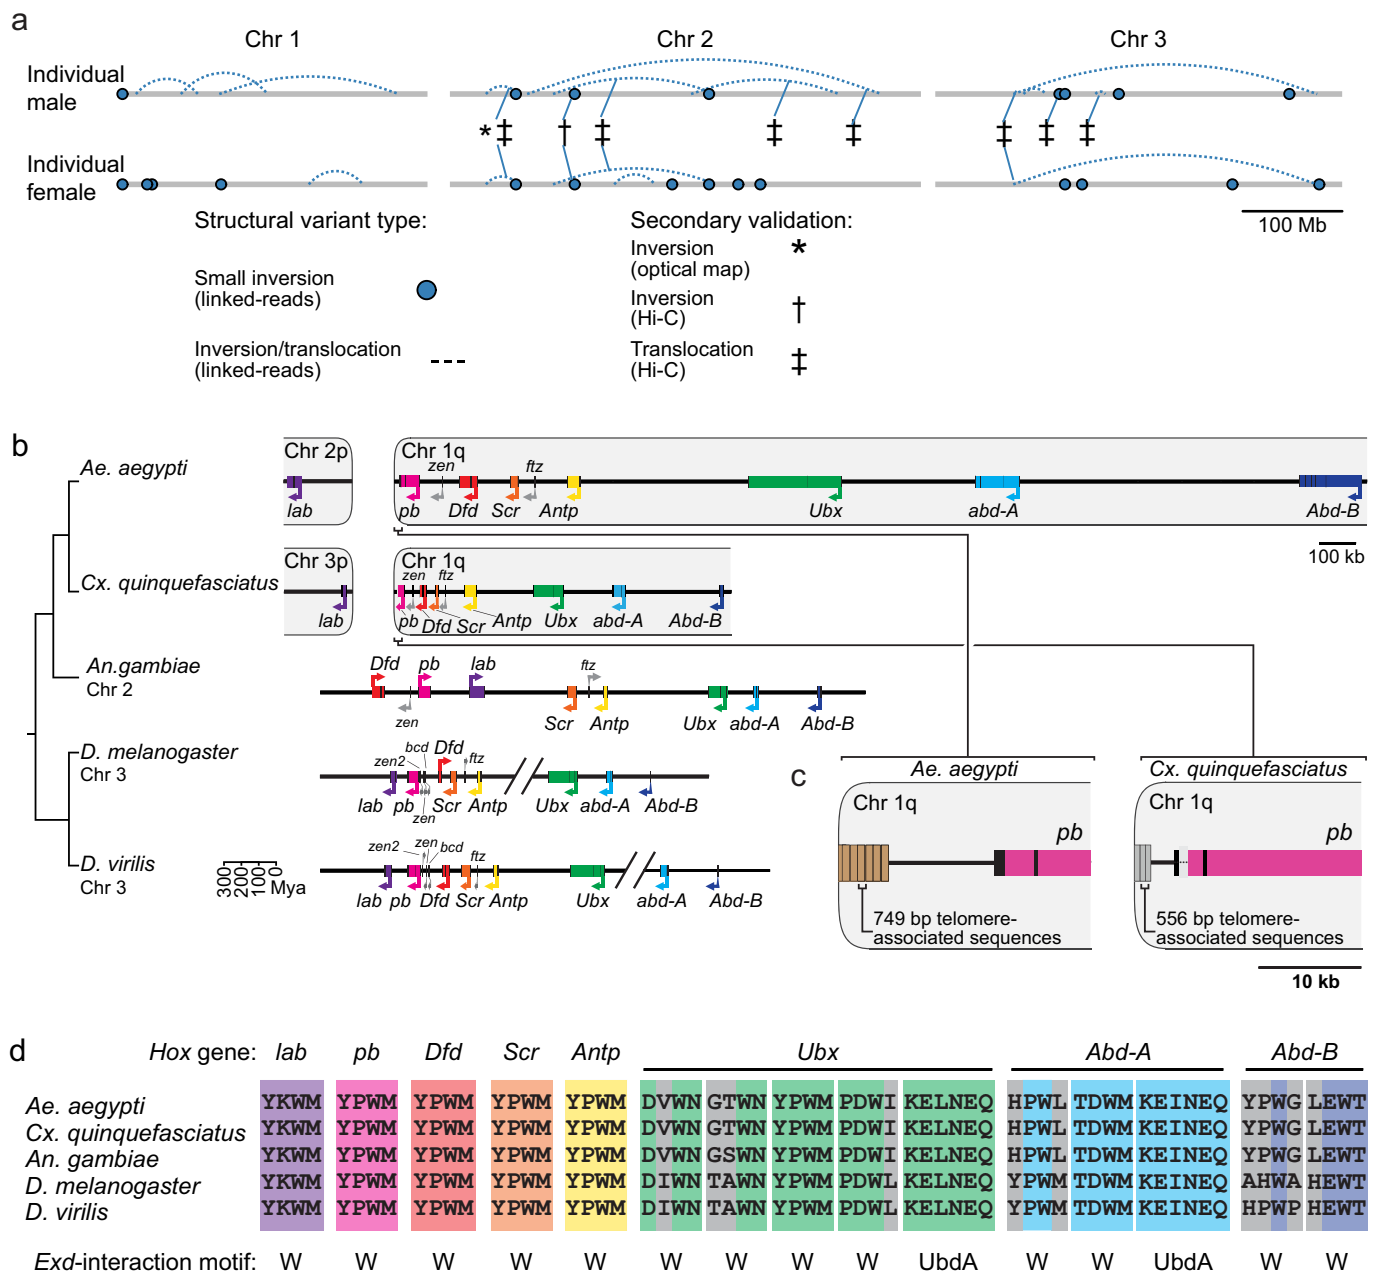 a
Chr 1
Chr 2
Chr 3
Individual
male
* ‡ † ‡ ‡ ‡ ‡ ‡ ‡
Individual
female
100 Mb
Structural variant type:
Small inversion
(linked-reads)
Inversion/translocation
(linked-reads)
Secondary validation:
Inversion
(optical map)
*
Inversion
(Hi-C)
†
Translocation
(Hi-C)
‡
b
Ae. aegypti
Chr 2p
lab
Chr 1q
zen
ftz
pb Dfd Scr Antp Ubx abd-A Abd-B
100 kb
Cx. quinquefasciatus
Chr 3p
lab
Chr 1q
zen ftz
pb Dfd Scr Antp Ubx abd-A Abd-B
An.gambiae
Chr 2
Dfd pb lab ftz
zen Scr Antp Ubx abd-A Abd-B
D. melanogaster
Chr 3
zen2 bcd Dfd ftz
lab pb zen Scr Antp Ubx abd-A Abd-B
D. virilis
Chr 3
zen2 zen bcd ftz
lab pb Dfd Scr Antp Ubx abd-A Abd-B
300 100 0 Mya
c
Ae. aegypti
Chr 1q
pb
749 bp telomere-
associated sequences
Cx. quinquefasciatus
Chr 1q
pb
556 bp telomere-
associated sequences
10 kb
d
Hox gene: lab pb Dfd Scr Antp Ubx Abd-A Abd-B
Ae. aegypti YKWM YPWM YPWM YPWM YPWM DVWN GTWN YPWM PDWI KELNEQ HPWL TDWM KEINEQ YPWG LEWT
Cx. quinquefasciatus YKWM YPWM YPWM YPWM YPWM DVWN GTWN YPWM PDWI KELNEQ HPWL TDWM KEINEQ YPWG LEWT
An. gambiae YKWM YPWM YPWM YPWM YPWM DVWN GSWN YPWM PDWI KELNEQ HPWL TDWM KEINEQ YPWG LEWT
D. melanogaster YKWM YPWM YPWM YPWM YPWM DIWN TAWN YPWM PDWL KELNEQ YPWM TDWM KEINEQ AHWA HEWT
D. virilis YKWM YPWM YPWM YPWM YPWM DIWN TAWN YPWM PDWL KELNEQ YPWM TDWM KEINEQ HPWP HEWT
Exd-interaction motif: W W W W W W W W W UbdA W W UbdA W W